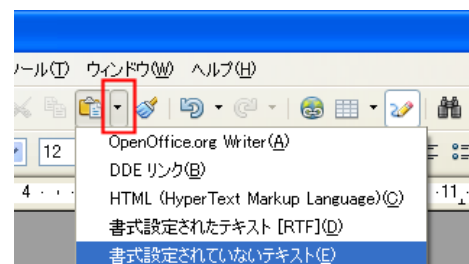 ツール(T) ウィンドウ(W) ヘルプ(H)
12
OpenOffice.org Writer(A)
DDE リンク(B)
4 11
HTML (HyperText Markup Language)(C)
書式設定されたテキスト [RTF](D)
書式設定されていないテキスト(E)